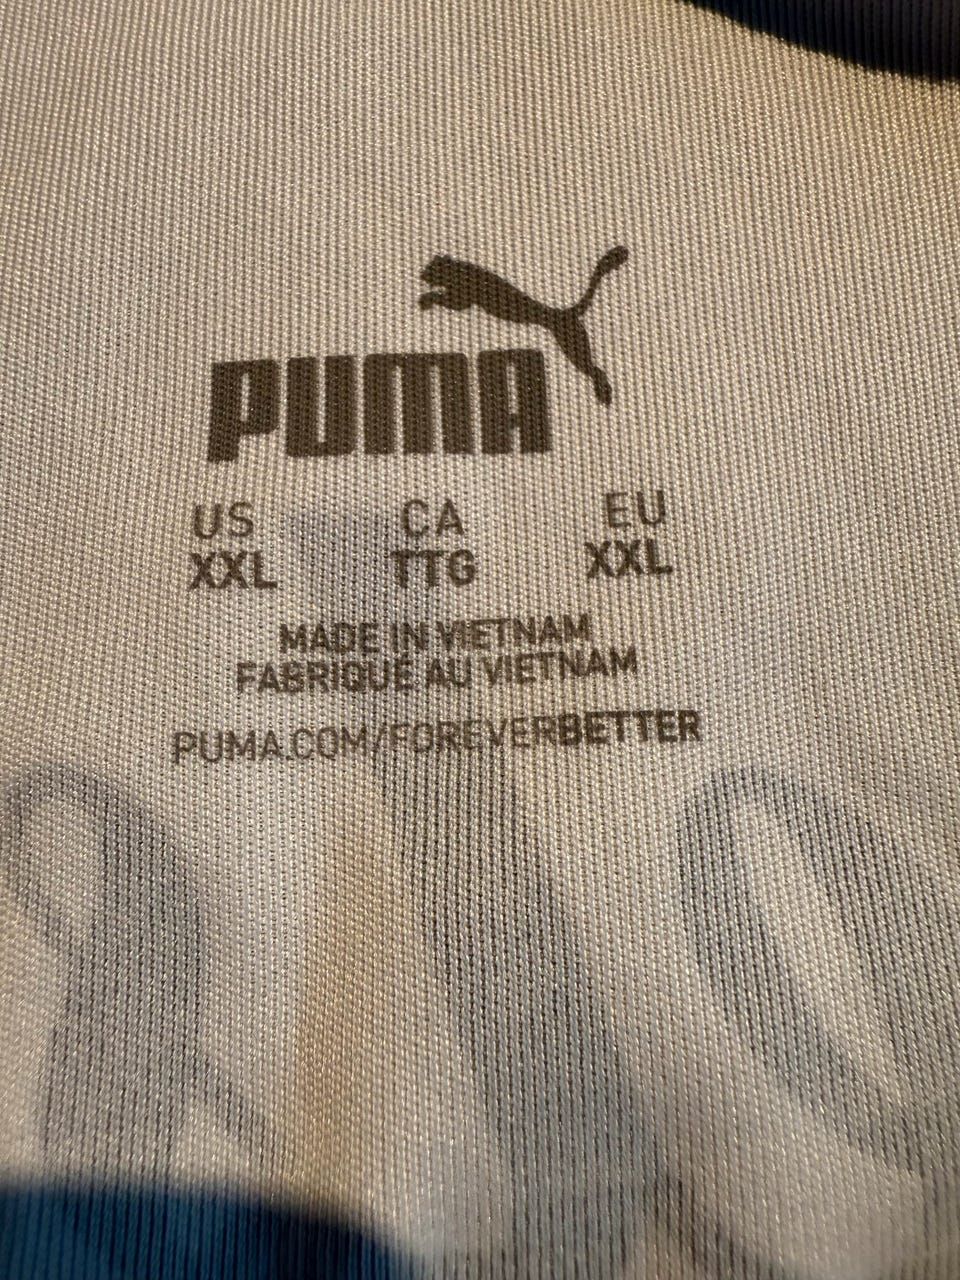 PUMA
US CA EU
XXL TTG XXL
MADE IN VIETNAM
FABRIQUÉ AU VIETNAM
PUMA.COM/FOREVERBETTER